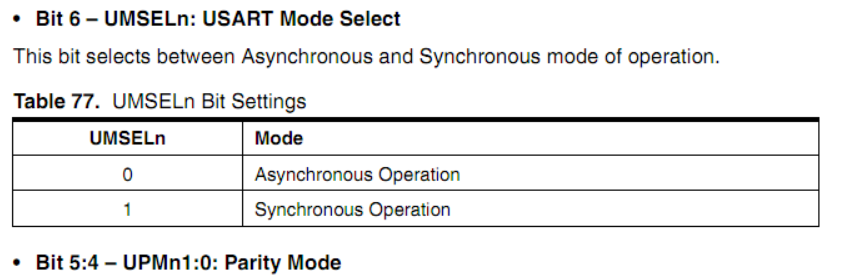 • Bit 6 – UMSELn: USART Mode Select
This bit selects between Asynchronous and Synchronous mode of operation.
Table 77. UMSELn Bit Settings
UMSELn Mode
0 Asynchronous Operation
1 Synchronous Operation
• Bit 5:4 – UPMn1:0: Parity Mode